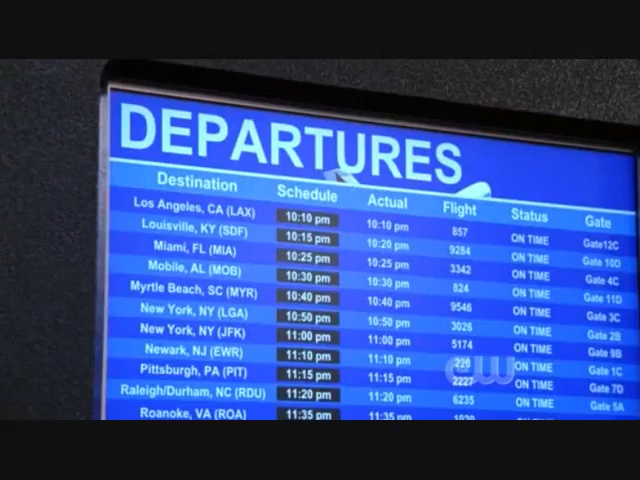 DEPARTURES
Destination Schedule Actual Flight Status Gate
Los Angeles, CA (LAX) 10:10 pm 10:10 pm 857 ON TIME Gate12C
Louisville, KY (SDF) 10:15 pm 10:20 pm 9284 ON TIME Gate 10D
Miami, FL (MIA) 10:25 pm 10:25 pm 3342 ON TIME Gate 4C
Mobile, AL (MOB) 10:30 pm 10:30 pm 824 ON TIME Gate 11D
Myrtle Beach, SC (MYR) 10:40 pm 10:40 pm 9546 ON TIME Gate 3C
New York, NY (LGA) 10:50 pm 10:50 pm 3026 ON TIME Gate 2B
New York, NY (JFK) 11:00 pm 11:00 pm 5174 ON TIME Gate 9B
Newark, NJ (EWR) 11:10 pm 11:10 pm 220 ON TIME Gate 1C
Pittsburgh, PA (PIT) 11:15 pm 11:15 pm 2227 ON TIME Gate 7D
Raleigh/Durham, NC (RDU) 11:20 pm 11:20 pm 6235 ON TIME Gate 5A
Roanoke, VA (ROA) 11:35 pm 11:35 pm ON TIME
CW